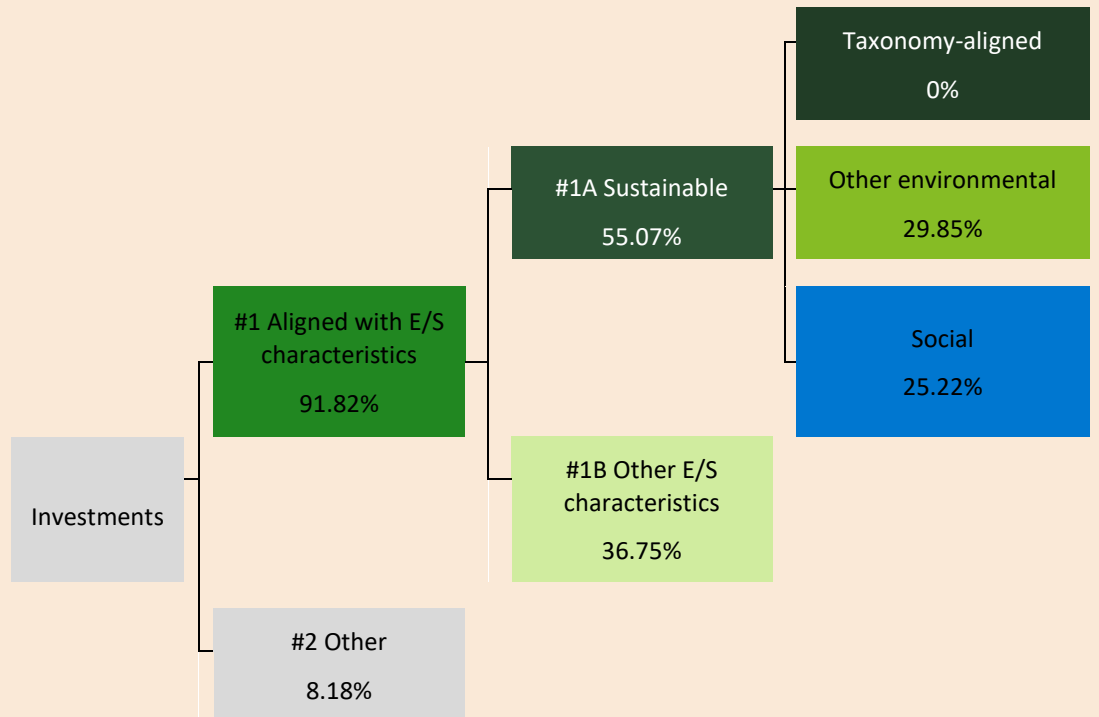 Taxonomy-aligned
0%
#1A Sustainable
55.07%
Other environmental
29.85%
#1 Aligned with E/S
characteristics
91.82%
Social
25.22%
Investments
#1B Other E/S
characteristics
36.75%
#2 Other
8.18%